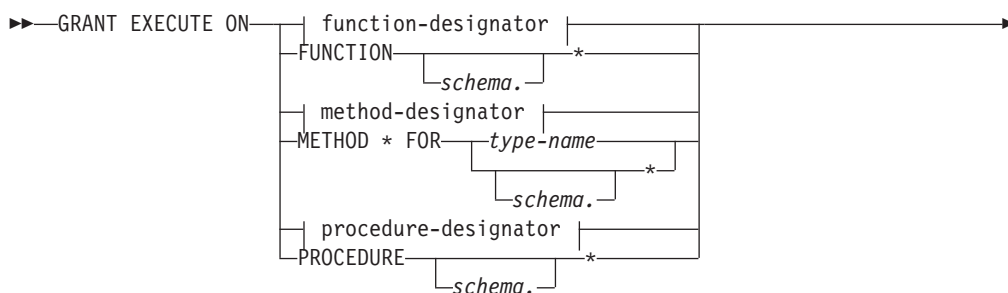 GRANT EXECUTE ON function-designator
FUNCTION *
schema.
method-designator
METHOD * FOR type-name
*
schema.
procedure-designator
PROCEDURE *
schema.